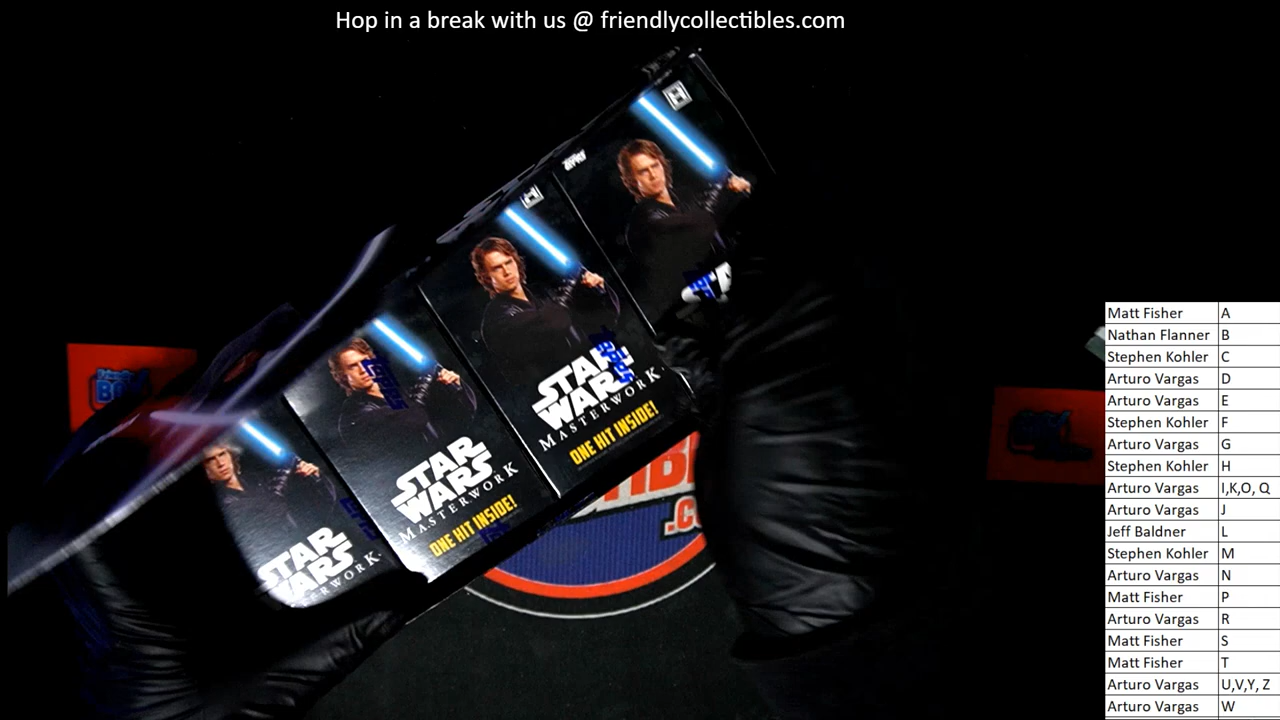 Hop in a break with us @ friendlycollectibles.com
topps
STAR
WARS
MASTERWORK
ONE HIT INSIDE!
STAR
WARS
MASTERWORK
ONE HIT INSIDE!
STAR
WARS
Matt Fisher A
Nathan Flanner B
Stephen Kohler C
Arturo Vargas D
Arturo Vargas E
Stephen Kohler F
Arturo Vargas G
Stephen Kohler H
Arturo Vargas I,K,O, Q
Arturo Vargas J
Jeff Baldner L
Stephen Kohler M
Arturo Vargas N
Matt Fisher P
Arturo Vargas R
Matt Fisher S
Matt Fisher T
Arturo Vargas U,V,Y, Z
Arturo Vargas W